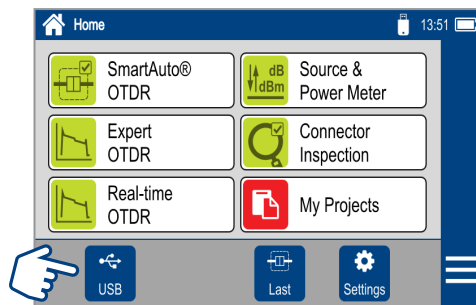 Home
13:51
SmartAuto®
OTDR
dB
dBm
Source &
Power Meter
Expert
OTDR
Connector
Inspection
Real-time
OTDR
My Projects
USB
Last
Settings